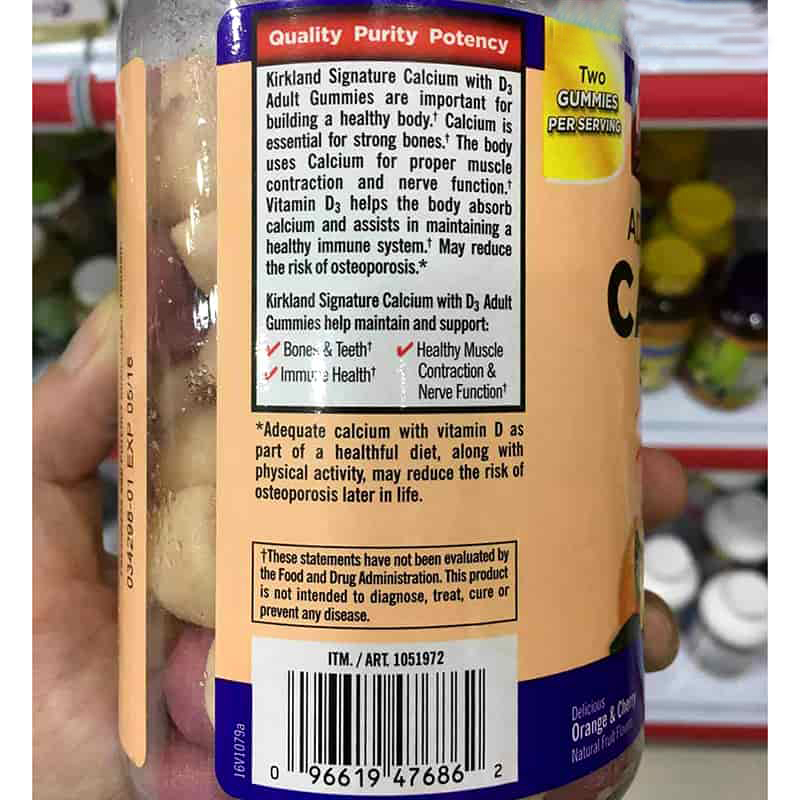 Quality Purity Potency
Kirkland Signature Calcium with D3
Adult Gummies are important for
building a healthy body.† Calcium is
essential for strong bones.† The body
uses Calcium for proper muscle
contraction and nerve function.†
Vitamin D3 helps the body absorb
calcium and assists in maintaining a
healthy immune system.† May reduce
the risk of osteoporosis.*
Kirkland Signature Calcium with D3 Adult
Gummies help maintain and support:
✓ Bones & Teeth†
✓ Immune Health†
✓ Healthy Muscle
Contraction &
Nerve Function†
*Adequate calcium with vitamin D as
part of a healthful diet, along with
physical activity, may reduce the risk of
osteoporosis later in life.
†These statements have not been evaluated by
the Food and Drug Administration. This product
is not intended to diagnose, treat, cure or
prevent any disease.
ITM. / ART. 1051972
0 96619 47686 2
16V1079a
034298-01 EXP 05/16
Two
GUMMIES
PER SERVING
A
CA
Delicious
Orange & Cherry
Natural Fruit Flavors